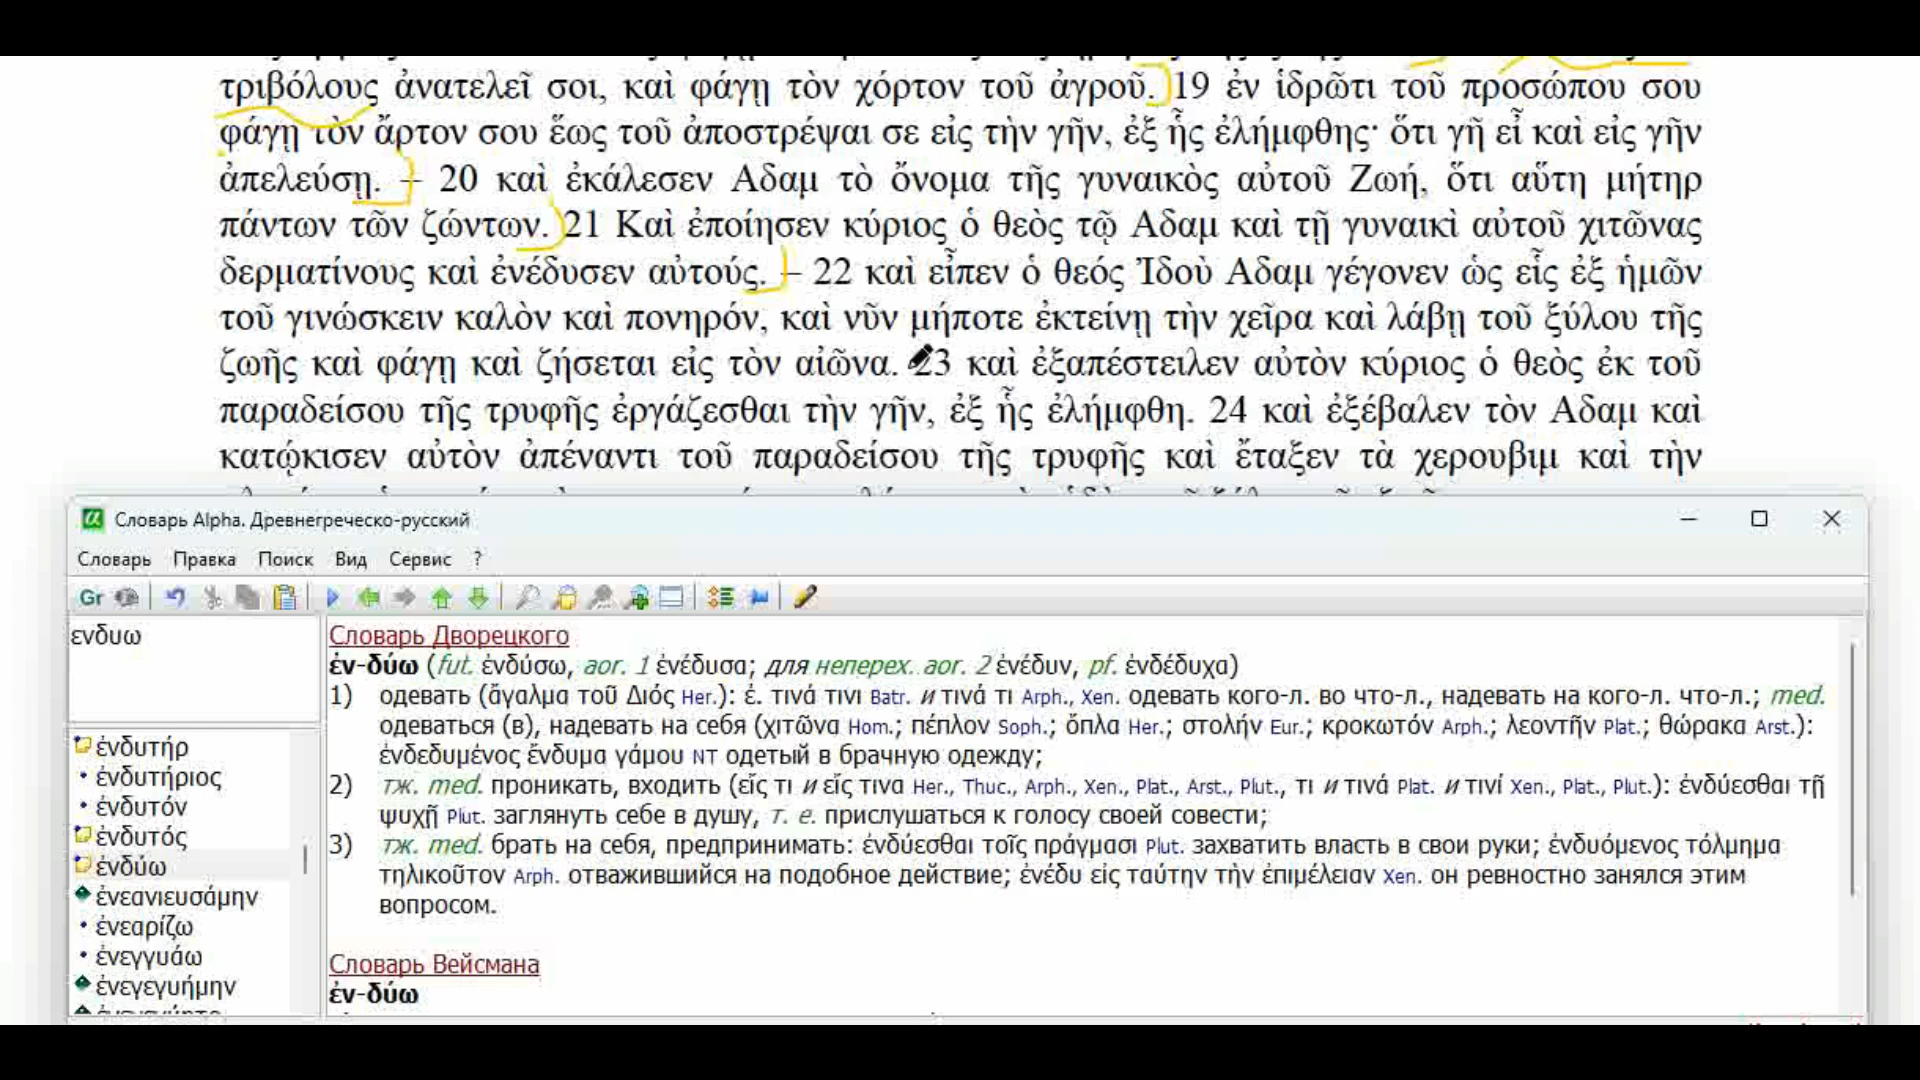 τριβόλους ἀνατελεῖ σοι, καὶ φάγῃ τὸν χόρτον τοῦ ἀγροῦ. 19 ἐν ἱδρῶτι τοῦ προσώπου σου
φάγῃ τὸν ἄρτον σου ἕως τοῦ ἀποστρέψαι σε εἰς τὴν γῆν, ἐξ ἧς ἐλήμφθης· ὅτι γῆ εἶ καὶ εἰς γῆν
ἀπελεύσῃ. – 20 καὶ ἐκάλεσεν Αδαμ τὸ ὄνομα τῆς γυναικὸς αὐτοῦ Ζωή, ὅτι αὕτη μήτηρ
πάντων τῶν ζώντων. 21 Καὶ ἐποίησεν κύριος ὁ θεὸς τῷ Αδαμ καὶ τῇ γυναικὶ αὐτοῦ χιτῶνας
δερματίνους καὶ ἐνέδυσεν αὐτούς. – 22 καὶ εἶπεν ὁ θεός Ἰδοὺ Αδαμ γέγονεν ὡς εἷς ἐξ ἡμῶν
τοῦ γινώσκειν καλὸν καὶ πονηρόν, καὶ νῦν μήποτε ἐκτείνῃ τὴν χεῖρα καὶ λάβῃ τοῦ ξύλου τῆς
ζωῆς καὶ φάγῃ καὶ ζήσεται εἰς τὸν αἰῶνα. 23 καὶ ἐξαπέστειλεν αὐτὸν κύριος ὁ θεὸς ἐκ τοῦ
παραδείσου τῆς τρυφῆς ἐργάζεσθαι τὴν γῆν, ἐξ ἧς ἐλήμφθη. 24 καὶ ἐξέβαλεν τὸν Αδαμ καὶ
κατῴκισεν αὐτὸν ἀπέναντι τοῦ παραδείσου τῆς τρυφῆς καὶ ἔταξεν τὰ χερουβιμ καὶ τὴν
Словарь Alpha. Древнегреческо-русский
Словарь Правка Поиск Вид Сервис ?
Gr
ενδυω
ἐνδυτήρ
ἐνδυτήριος
ἐνδυτόν
ἐνδυτός
ἐνδύω
ἐνεανιευσάμην
ἐνεαρίζω
ἐνεγγυάω
ἐνεγεγυήμην
Словарь Дворецкого
ἐν-δύω (fut. ἐνδύσω, aor. 1 ἐνέδυσα; для неперех. aor. 2 ἐνέδυν, pf. ἐνδέδυχα)
1) одевать (ἄγαλμα τοῦ Διός Her.): ἐ. τινά τινι Batr. и τινά τι Arph., Xen. одевать кого-л. во что-л., надевать на кого-л. что-л.; med.
одеваться (в), надевать на себя (χιτῶνα Hom.; πέπλον Soph.; ὅπλα Her.; στολήν Eur.; κροκωτόν Arph.; λεοντῆν Plat.; θώρακα Arst.):
ἐνδεδυμένος ἔνδυμα γάμου NT одетый в брачную одежду;
2) тж. med. проникать, входить (εἴς τι и εἴς τινα Her., Thuc., Arph., Xen., Plat., Arst., Plut., τι и τινά Plat. и τινί Xen., Plat., Plut.): ἐνδύεσθαι τῇ
ψυχῇ Plut. заглянуть себе в душу, т. е. прислушаться к голосу своей совести;
3) тж. med. брать на себя, предпринимать: ἐνδύεσθαι τοῖς πράγμασι Plut. захватить власть в свои руки; ἐνδυόμενος τόλμημα
τηλικοῦτον Arph. отважившийся на подобное действие; ἐνέδυ εἰς ταύτην τὴν ἐπιμέλειαν Xen. он ревностно занялся этим
вопросом.
Словарь Вейсмана
ἐν-δύω